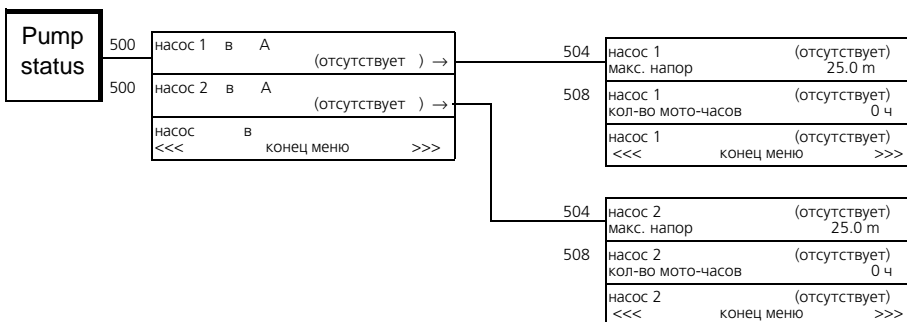 Pump
status
500
насос 1 в А
(отсутствует ) →
500
насос 2 в А
(отсутствует ) →
насос в
<<< конец меню >>>
504
насос 1 (отсутствует)
макс. напор 25.0 m
508
насос 1 (отсутствует)
кол-во мото-часов 0 ч
насос 1 (отсутствует)
<<< конец меню >>>
504
насос 2 (отсутствует)
макс. напор 25.0 m
508
насос 2 (отсутствует)
кол-во мото-часов 0 ч
насос 2 (отсутствует)
<<< конец меню >>>